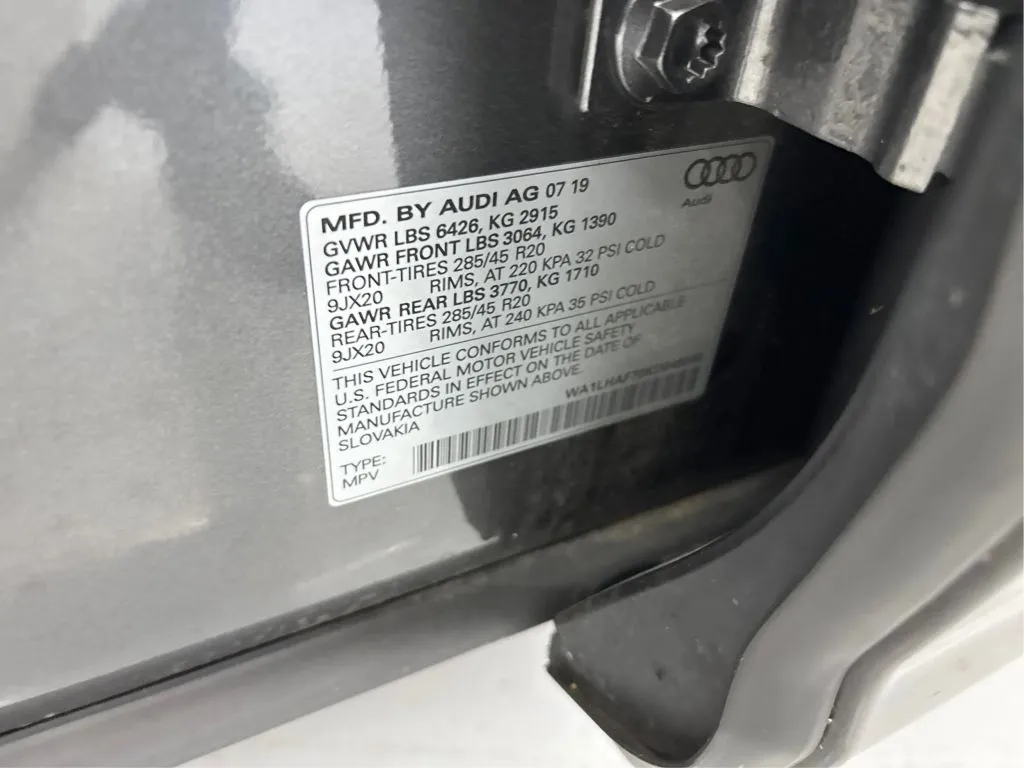 MFD. BY AUDI AG 07 19
GVWR LBS 6426, KG 2915
GAWR FRONT LBS 3064, KG 1390
FRONT-TIRES 285/45 R20
9JX20 RIMS, AT 220 KPA 32 PSI COLD
GAWR REAR LBS 3770, KG 1710
REAR-TIRES 285/45 R20
9JX20 RIMS, AT 240 KPA 35 PSI COLD
THIS VEHICLE CONFORMS TO ALL APPLICABLE
U.S. FEDERAL MOTOR VEHICLE SAFETY
STANDARDS IN EFFECT ON THE DATE OF
MANUFACTURE SHOWN ABOVE.
SLOVAKIA
TYPE:
MPV
Audi